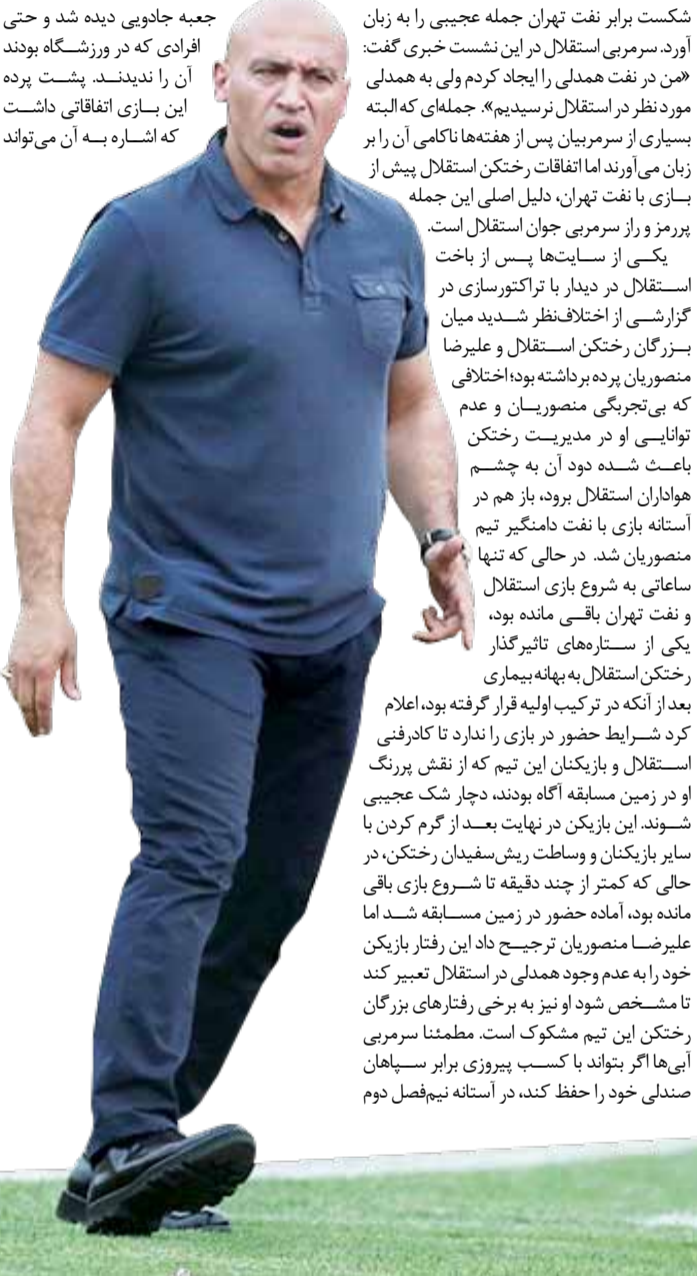 شکست برابر نفت تهران جمله عجیبی را به زبان
آورد. سرمربی استقلال در این نشست خبری گفت:
«من در نفت همدلی را ایجاد کردم ولی به همدلی
مورد نظر در استقلال نرسیدیم». جمله‌ای که البته
بسیاری از سرمربیان پس از هفته‌ها ناکامی آن را بر
زبان می‌آورند اما اتفاقات رختکن استقلال پیش از
بازی با نفت تهران، دلیل اصلی این جمله
پررمز و راز سرمربی جوان استقلال است.
یکی از سایت‌ها پس از باخت
استقلال در دیدار با تراکتورسازی در
گزارشی از اختلاف‌نظر شدید میان
بزرگان رختکن استقلال و علیرضا
منصوریان پرده برداشته بود؛ اختلافی
که بی‌تجربگی منصوریان و عدم
توانایی او در مدیریت رختکن
باعث شده دود آن به چشم
هواداران استقلال برود، باز هم در
آستانه بازی با نفت دامنگیر تیم
منصوریان شد. در حالی که تنها
ساعاتی به شروع بازی استقلال
و نفت تهران باقی مانده بود،
یکی از ستاره‌های تاثیرگذار
رختکن استقلال به بهانه بیماری
بعد از آنکه در ترکیب اولیه قرار گرفته بود، اعلام
کرد شرایط حضور در بازی را ندارد تا کادرفنی
استقلال و بازیکنان این تیم که از نقش پررنگ
او در زمین مسابقه آگاه بودند، دچار شک عجیبی
شوند. این بازیکن در نهایت بعد از گرم کردن با
سایر بازیکنان و وساطت ریش‌سفیدان رختکن، در
حالی که کمتر از چند دقیقه تا شروع بازی باقی
مانده بود، آماده حضور در زمین مسابقه شد اما
علیرضا منصوریان ترجیح داد این رفتار بازیکن
خود را به عدم وجود همدلی در استقلال تعبیر کند
تا مشخص شود او نیز به برخی رفتارهای بزرگان
رختکن این تیم مشکوک است. مطمئنا سرمربی
آبی‌ها اگر بتواند با کسب پیروزی برابر سپاهان
صندلی خود را حفظ کند، در آستانه نیم‌فصل دوم
جعبه جادویی دیده شد و حتی
افرادی که در ورزشگاه بودند
آن را ندیدند. پشت پرده
این بازی اتفاقاتی داشت
که اشاره به آن می‌تواند